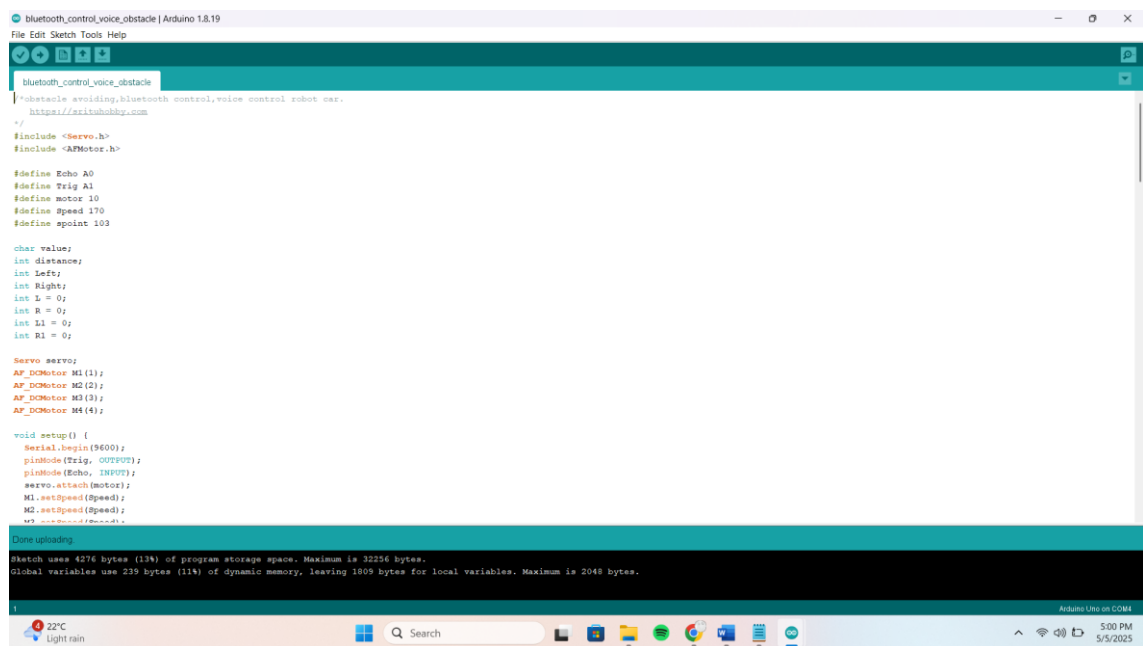 bluetooth_control_voice_obstacle | Arduino 1.8.19
File Edit Sketch Tools Help
bluetooth_control_voice_obstacle
/*obstacle avoiding,bluetooth control,voice control robot car.
https://srituhobby.com
*/
#include <Servo.h>
#include <AFMotor.h>
#define Echo A0
#define Trig A1
#define motor 10
#define Speed 170
#define spoint 103
char value;
int distance;
int Left;
int Right;
int L = 0;
int R = 0;
int L1 = 0;
int R1 = 0;
Servo servo;
AF_DCMotor M1(1);
AF_DCMotor M2(2);
AF_DCMotor M3(3);
AF_DCMotor M4(4);
void setup() {
Serial.begin(9600);
pinMode(Trig, OUTPUT);
pinMode(Echo, INPUT);
servo.attach(motor);
M1.setSpeed(Speed);
M2.setSpeed(Speed);
M3.setSpeed(Speed);
Done uploading.
Sketch uses 4276 bytes (13%) of program storage space. Maximum is 32256 bytes.
Global variables use 239 bytes (11%) of dynamic memory, leaving 1809 bytes for local variables. Maximum is 2048 bytes.
1
Arduino Uno on COM4
4
22°C
Light rain
Search
5:00 PM
5/5/2025